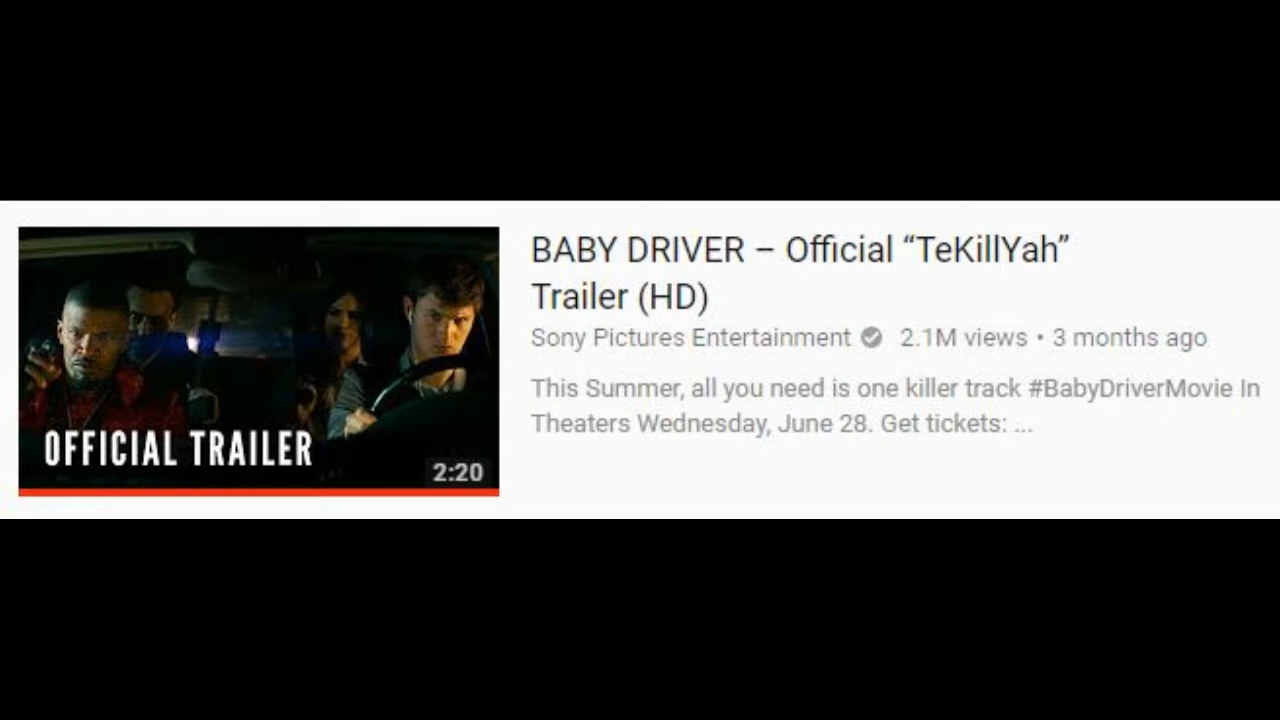 BABY DRIVER – Official “TeKillYah”
Trailer (HD)
Sony Pictures Entertainment 2.1M views • 3 months ago
This Summer, all you need is one killer track #BabyDriverMovie In
Theaters Wednesday, June 28. Get tickets: ...
OFFICIAL TRAILER
2:20